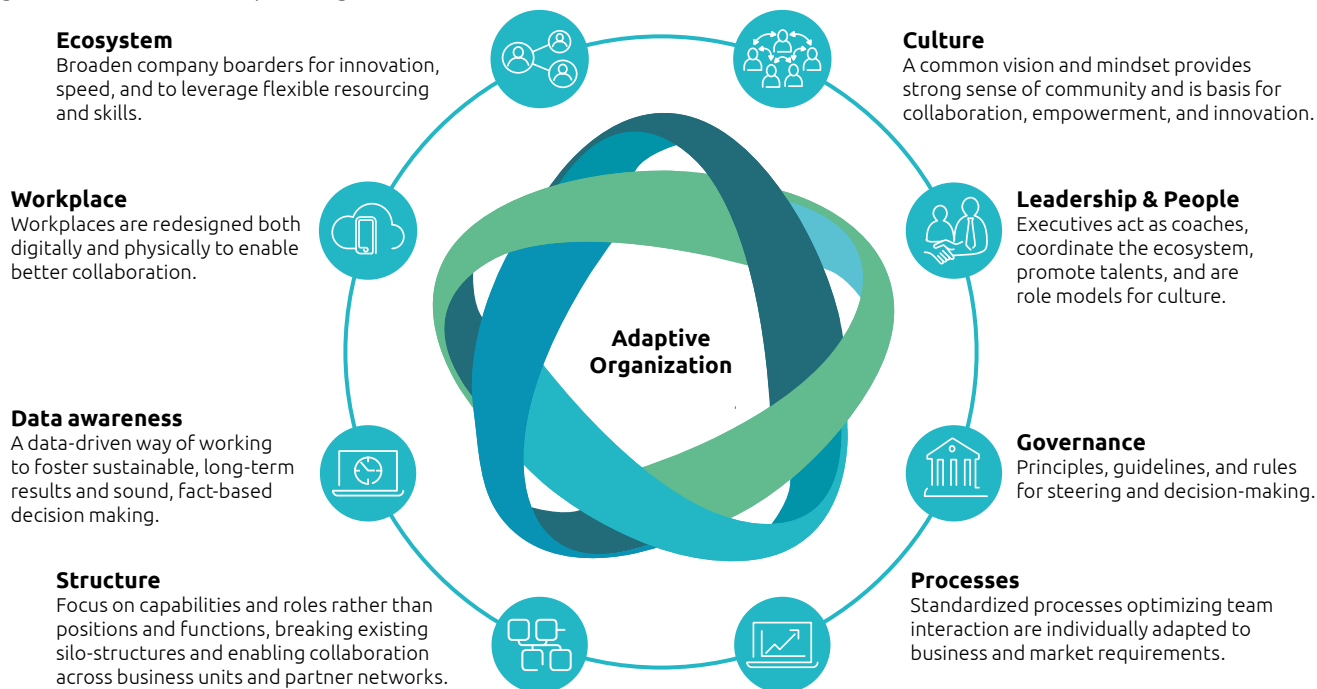 Ecosystem
Broaden company boarders for innovation,
speed, and to leverage flexible resourcing
and skills.
Culture
A common vision and mindset provides
strong sense of community and is basis for
collaboration, empowerment, and innovation.
Workplace
Workplaces are redesigned both
digitally and physically to enable
better collaboration.
Leadership & People
Executives act as coaches,
coordinate the ecosystem,
promote talents, and are
role models for culture.
Adaptive
Organization
Data awareness
A data-driven way of working
to foster sustainable, long-term
results and sound, fact-based
decision making.
Governance
Principles, guidelines, and rules
for steering and decision-making.
Structure
Focus on capabilities and roles rather than
positions and functions, breaking existing
silo-structures and enabling collaboration
across business units and partner networks.
Processes
Standardized processes optimizing team
interaction are individually adapted to
business and market requirements.